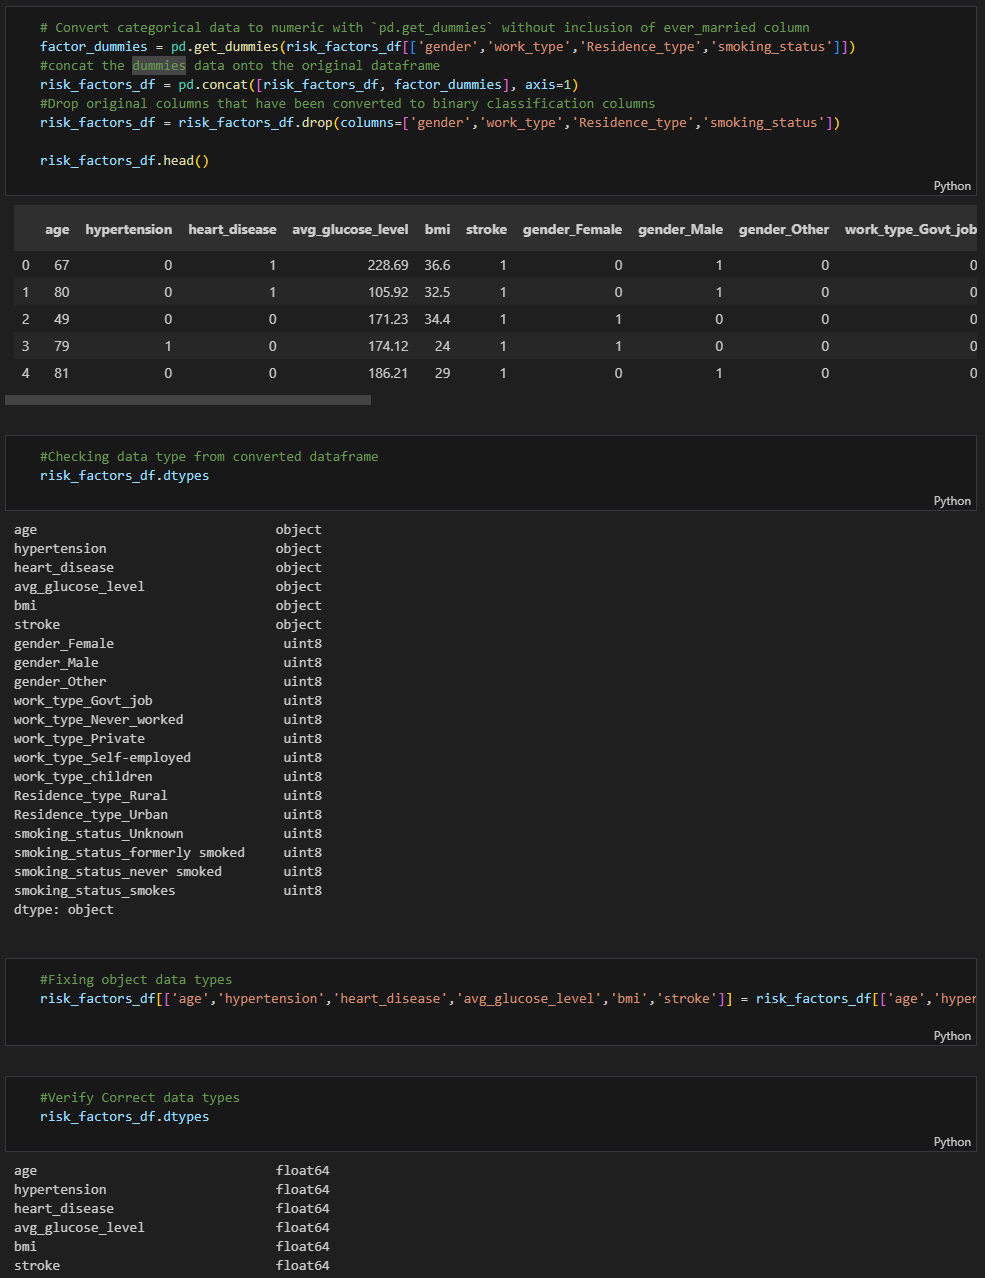 # Convert categorical data to numeric with `pd.get_dummies` without inclusion of ever_married column
factor_dummies = pd.get_dummies(risk_factors_df[['gender','work_type','Residence_type','smoking_status']])
#concat the dummies data onto the original dataframe
risk_factors_df = pd.concat([risk_factors_df, factor_dummies], axis=1)
#Drop original columns that have been converted to binary classification columns
risk_factors_df = risk_factors_df.drop(columns=['gender','work_type','Residence_type','smoking_status'])
risk_factors_df.head()
Python
age hypertension heart_disease avg_glucose_level bmi stroke gender_Female gender_Male gender_Other work_type_Govt_job
0 67 0 1 228.69 36.6 1 0 1 0 0
1 80 0 1 105.92 32.5 1 0 1 0 0
2 49 0 0 171.23 34.4 1 1 0 0 0
3 79 1 0 174.12 24 1 1 0 0 0
4 81 0 0 186.21 29 1 0 1 0 0
#Checking data type from converted dataframe
risk_factors_df.dtypes
Python
age object
hypertension object
heart_disease object
avg_glucose_level object
bmi object
stroke object
gender_Female uint8
gender_Male uint8
gender_Other uint8
work_type_Govt_job uint8
work_type_Never_worked uint8
work_type_Private uint8
work_type_Self-employed uint8
work_type_children uint8
Residence_type_Rural uint8
Residence_type_Urban uint8
smoking_status_Unknown uint8
smoking_status_formerly smoked uint8
smoking_status_never smoked uint8
smoking_status_smokes uint8
dtype: object
#Fixing object data types
risk_factors_df[['age','hypertension','heart_disease','avg_glucose_level','bmi','stroke']] = risk_factors_df[['age','hyper
Python
#Verify Correct data types
risk_factors_df.dtypes
Python
age float64
hypertension float64
heart_disease float64
avg_glucose_level float64
bmi float64
stroke float64